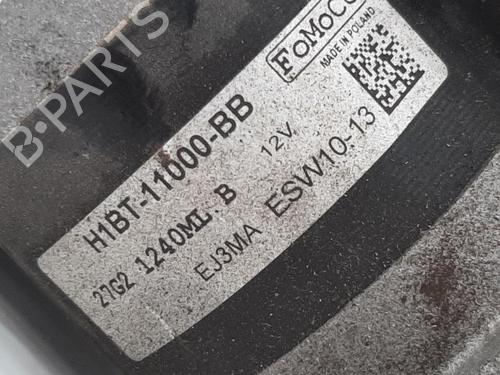 FoMoCo
MADE IN POLAND
H1BT-11000-BB
12V.
27G2 1240ML B
EJ3MA ESW10-13
B-PARTS